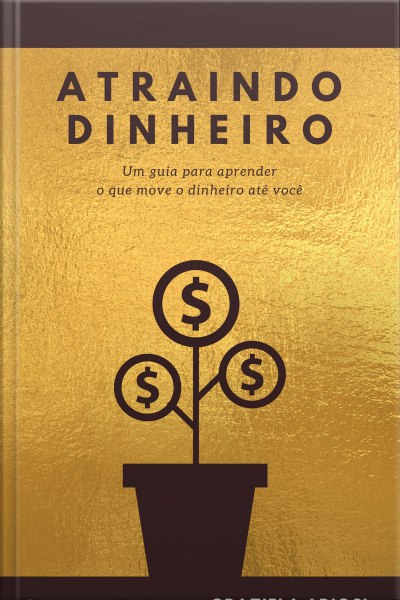 ATRAINDO
DINHEIRO
Um guia para aprender
o que move o dinheiro até você
$
$
$